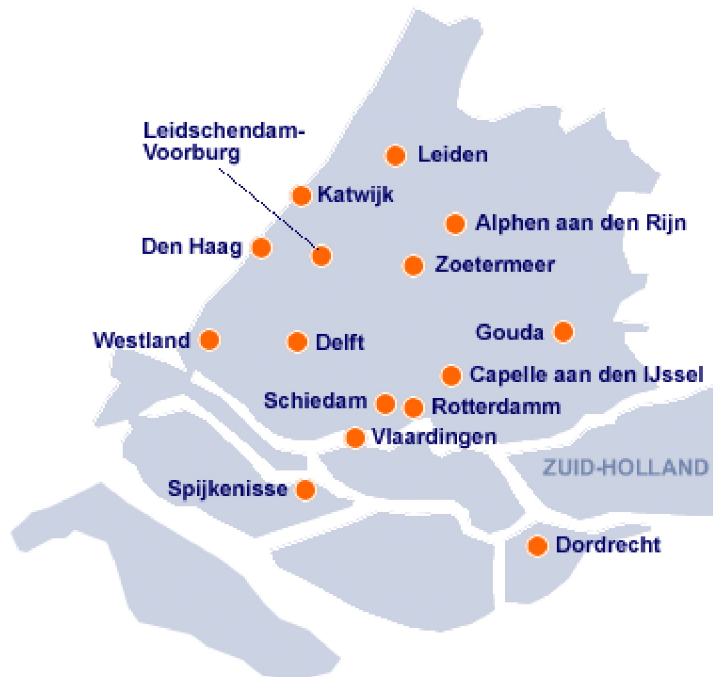 Leidschendam-
Voorburg
Leiden
Katwijk
Alphen aan den Rijn
Den Haag
Zoetermeer
Westland
Delft
Gouda
Capelle aan den IJssel
Schiedam
Rotterdamm
Vlaardingen
ZUID-HOLLAND
Spijkenisse
Dordrecht